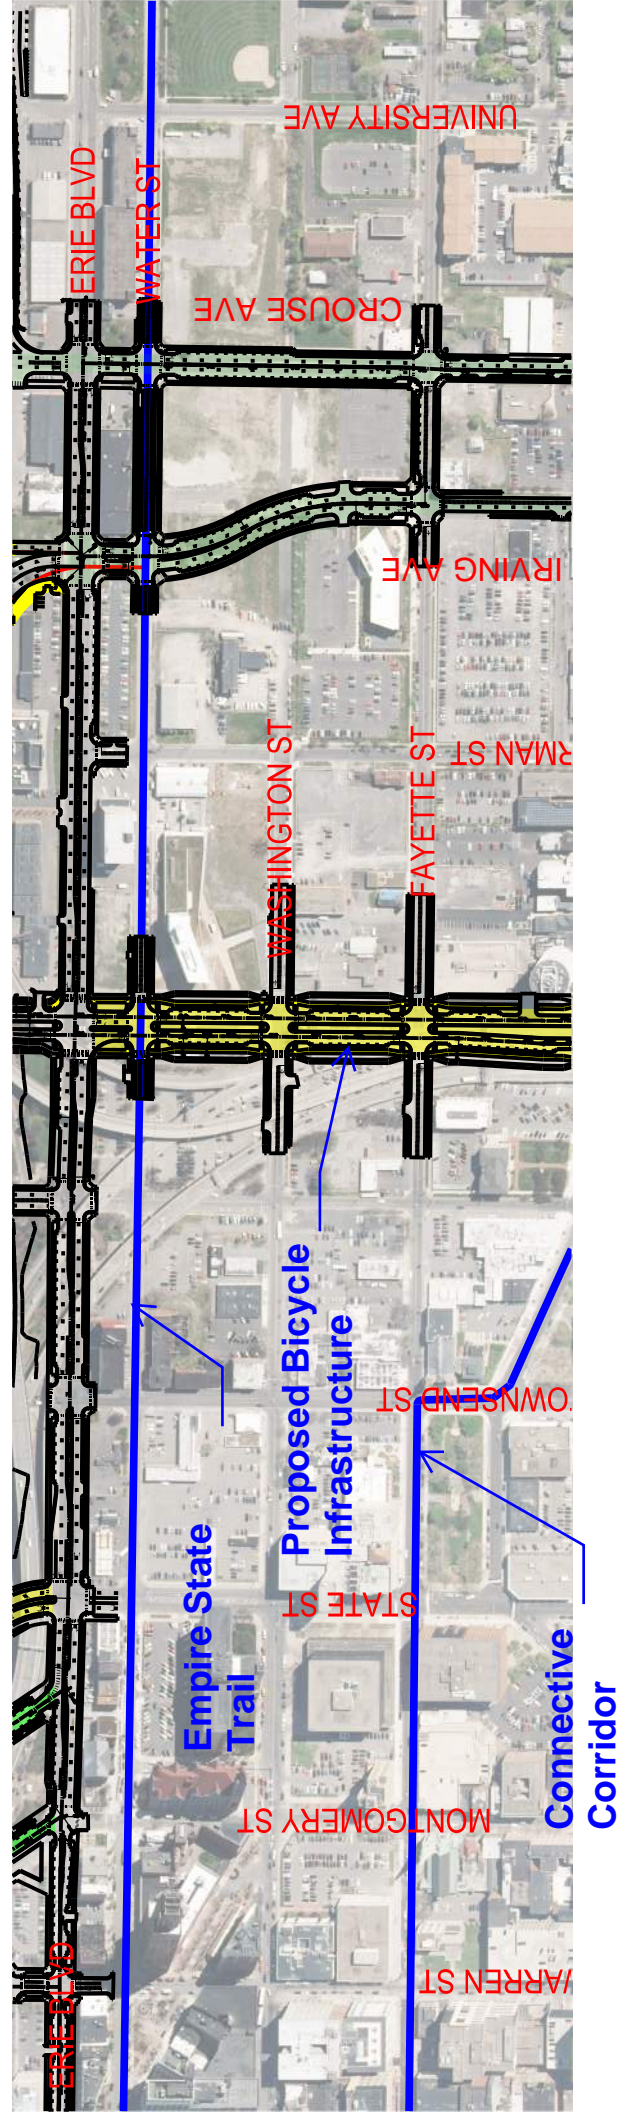 UNIVERSITY AVE
ERIE BLVD
WATER ST
CROUSE AVE
IRVING AVE
WASHINGTON ST
FAYETTE ST
RMAN ST
Proposed Bicycle
Infrastructure
OWNSEND ST
Empire State
Trail
STATE ST
Connective
Corridor
MONTGOMERY ST
ERIE BLVD
ARREN ST